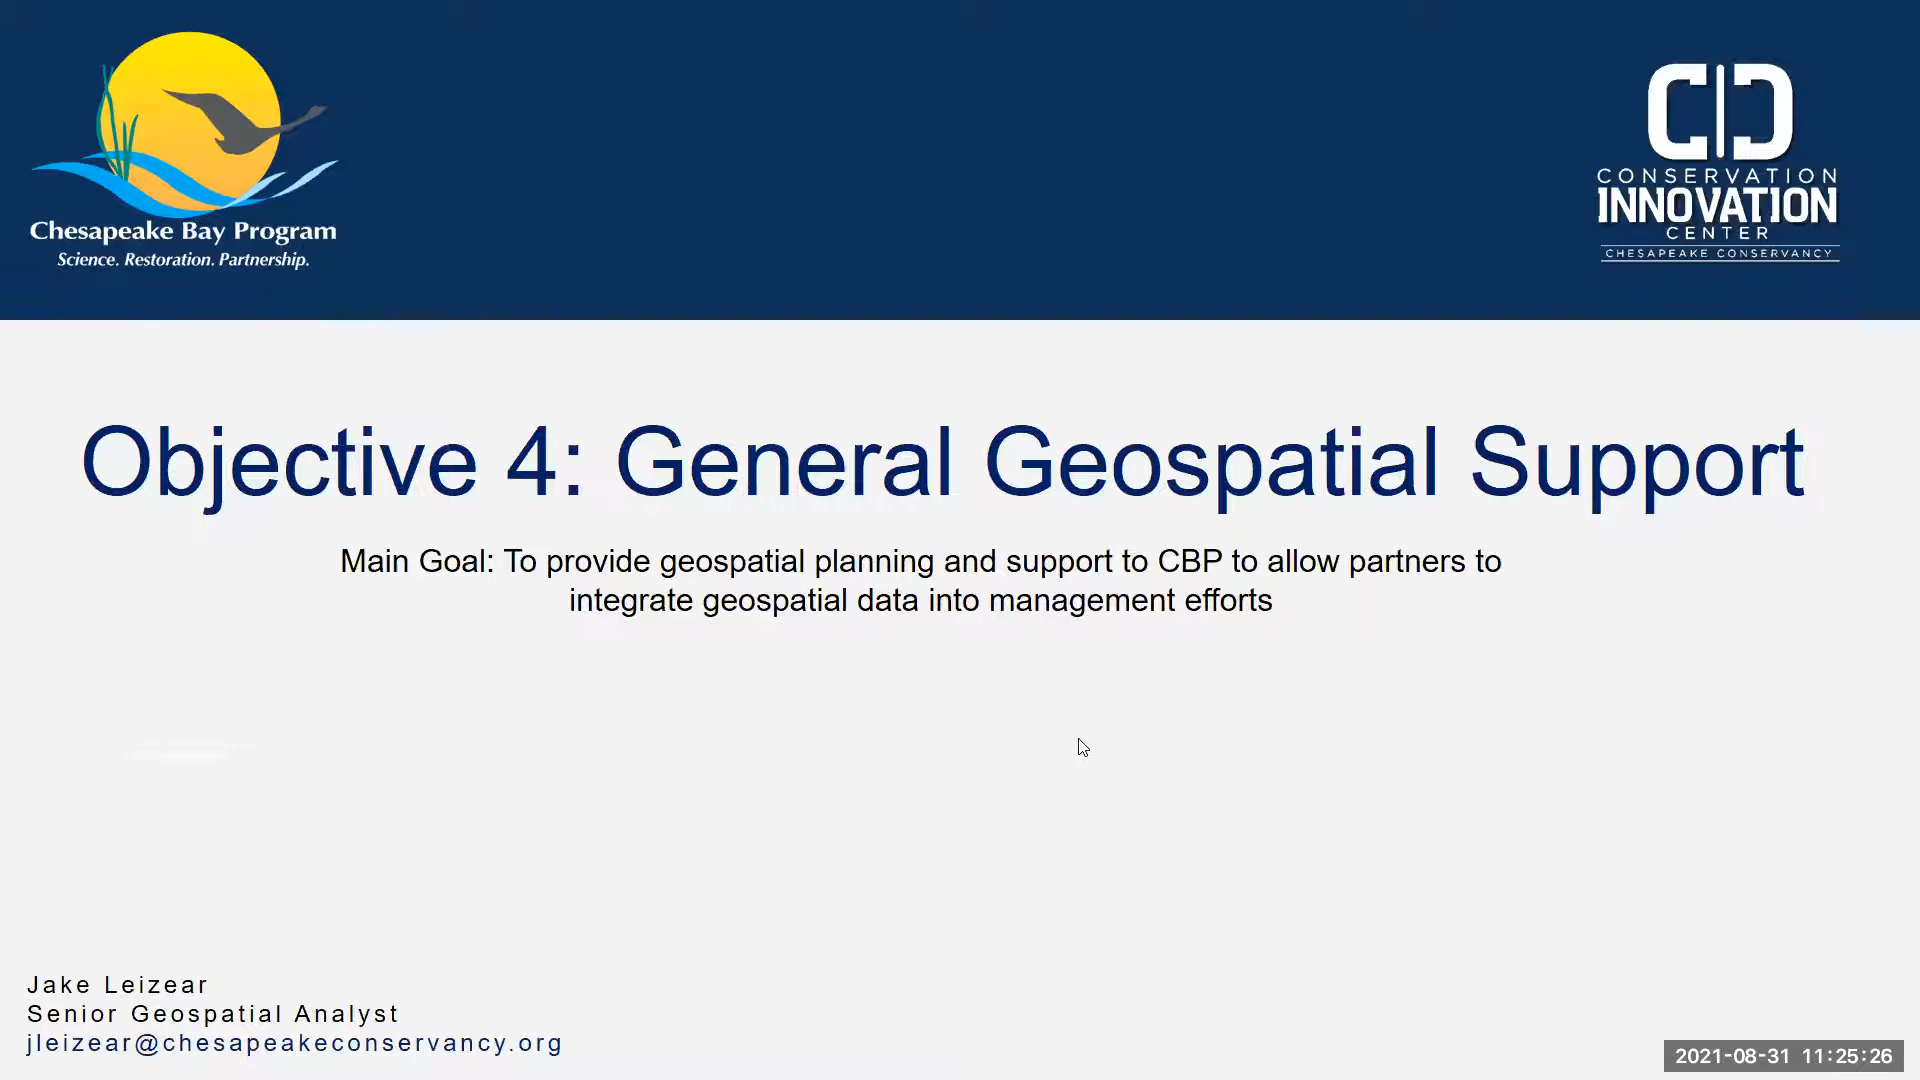 Chesapeake Bay Program
Science. Restoration. Partnership.
CONSERVATION
INNOVATION
CENTER
CHESAPEAKE CONSERVANCY
Objective 4: General Geospatial Support
Main Goal: To provide geospatial planning and support to CBP to allow partners to
integrate geospatial data into management efforts
Jake Leizear
Senior Geospatial Analyst
jleizear@chesapeakeconservancy.org
2021-08-31 11:25:26